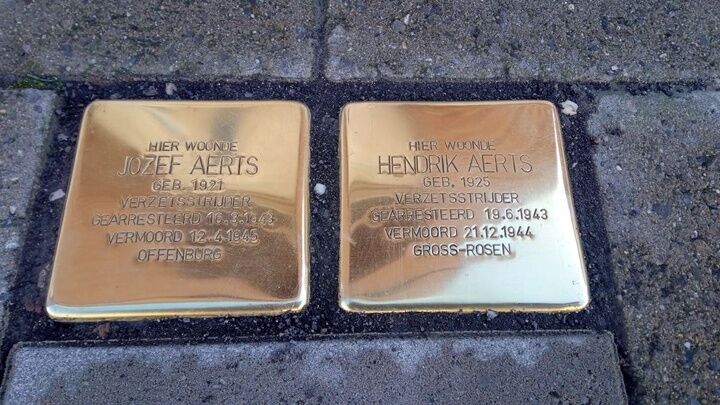 HIER WOONDE
JOZEF AERTS
GEB. 1921
VERZETSSTRIJDER
GEARRESTEERD 16.3.1943
VERMOORD 12.4.1945
OFFENBURG
HIER WOONDE
HENDRIK AERTS
GEB. 1925
VERZETSSTRIJDER
GEARRESTEERD 19.6.1943
VERMOORD 21.12.1944
GROSS-ROSEN